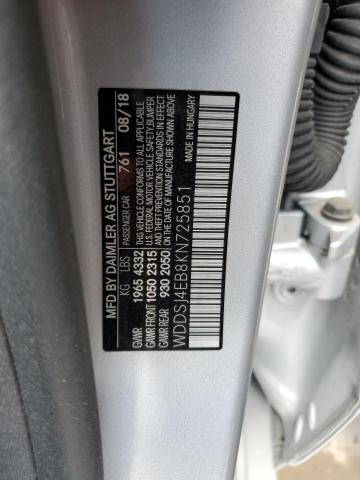 MFD BY DAIMLER AG STUTTGART
PASSENGER CAR 761 08/18
KG LBS
GVWR 1965 4332
GAWR FRONT 1050 2315
GAWR REAR 930 2050
THIS VEHICLE CONFORMS TO ALL APPLICABLE
U.S. FEDERAL MOTOR VEHICLE SAFETY, BUMPER,
AND THEFT PREVENTION STANDARDS IN EFFECT
ON THE DATE OF MANUFACTURE SHOWN ABOVE
WDDSJ4EB8KN725851
MADE IN HUNGARY